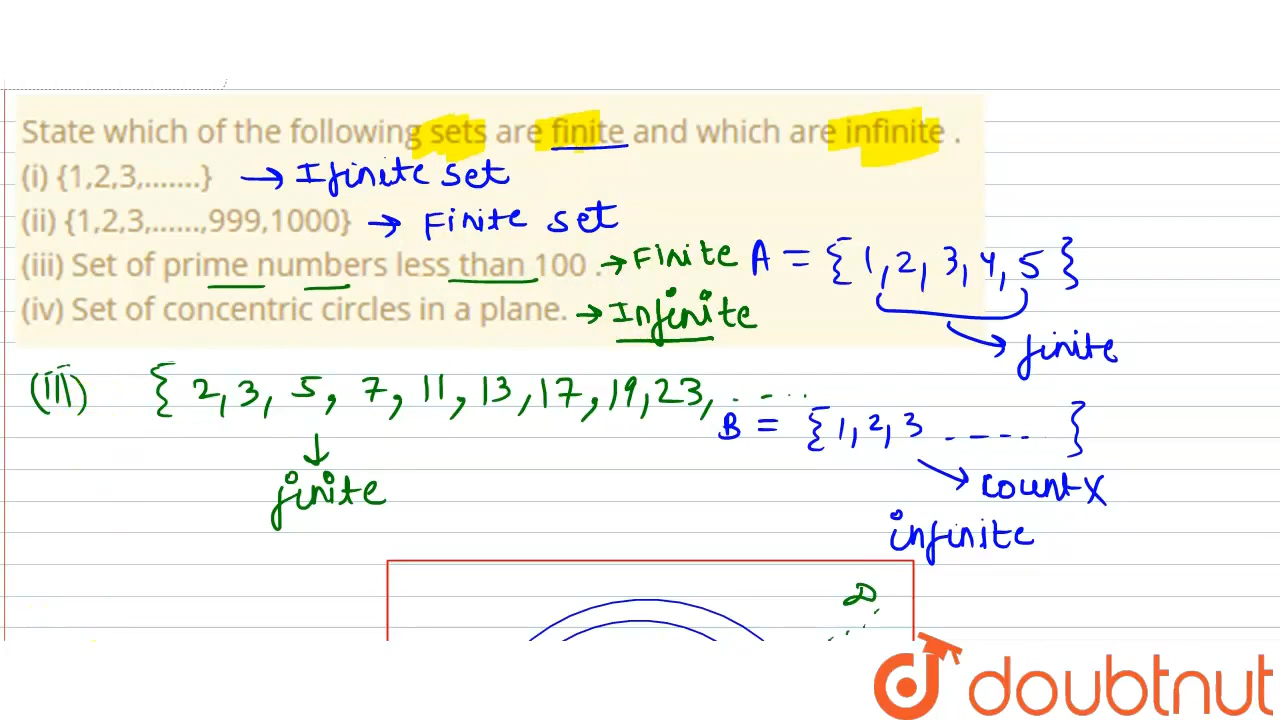 State which of the following sets are finite and which are infinite .
(i) {1,2,3,.......} → Ifinite set
(ii) {1,2,3,......,999,1000} → Finite set
(iii) Set of prime numbers less than 100 . → Finite
A = { 1, 2, 3, 4, 5 }
(iv) Set of concentric circles in a plane. → Infinite
→ finite
(iii) { 2, 3, 5, 7, 11, 13, 17, 19, 23, ......
↓
finite
B = { 1, 2, 3 ----.. }
→ count X
infinite
∞
doubtnut